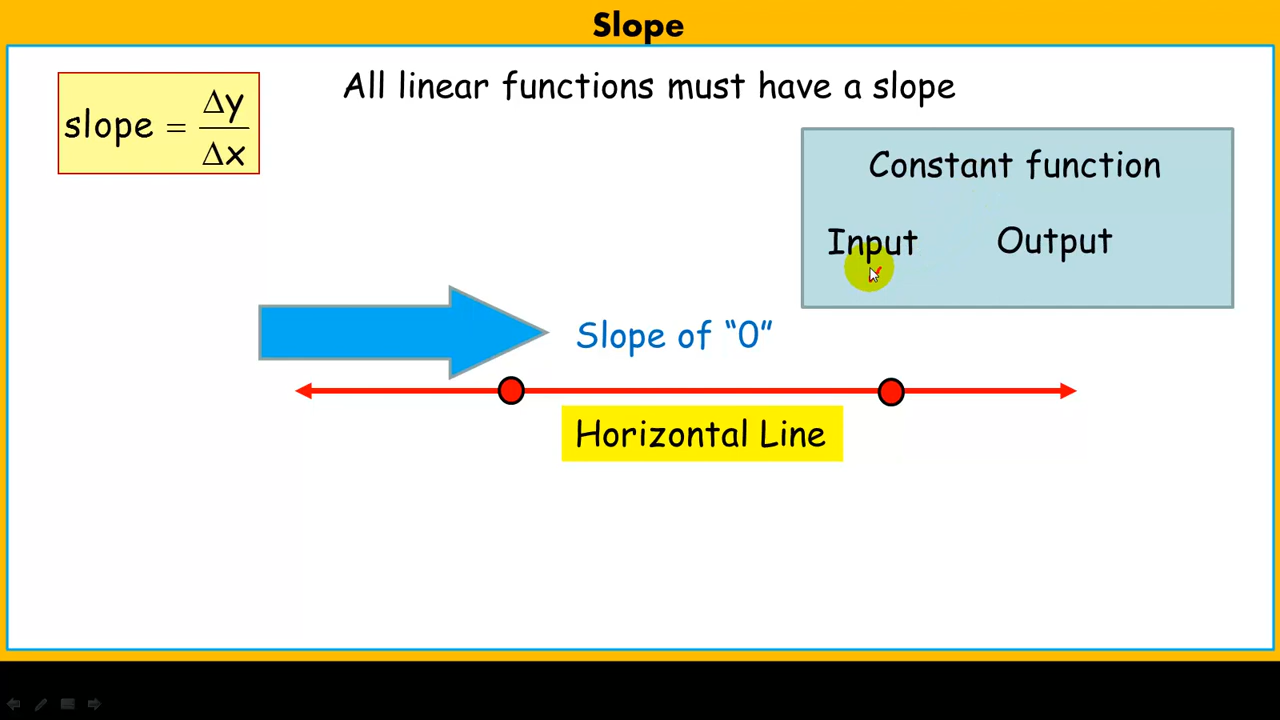 Slope
All linear functions must have a slope
slope = Δy/Δx
Constant function
Input Output
Slope of “0”
Horizontal Line